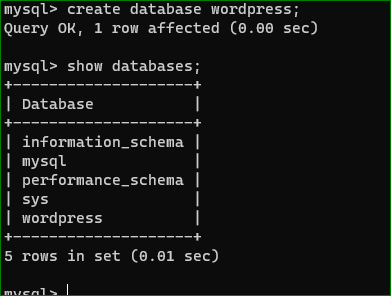 mysql> create database wordpress;
Query OK, 1 row affected (0.00 sec)
mysql> show databases;
+--------------------+
| Database           |
+--------------------+
| information_schema |
| mysql              |
| performance_schema |
| sys                |
| wordpress          |
+--------------------+
5 rows in set (0.01 sec)
mysql>